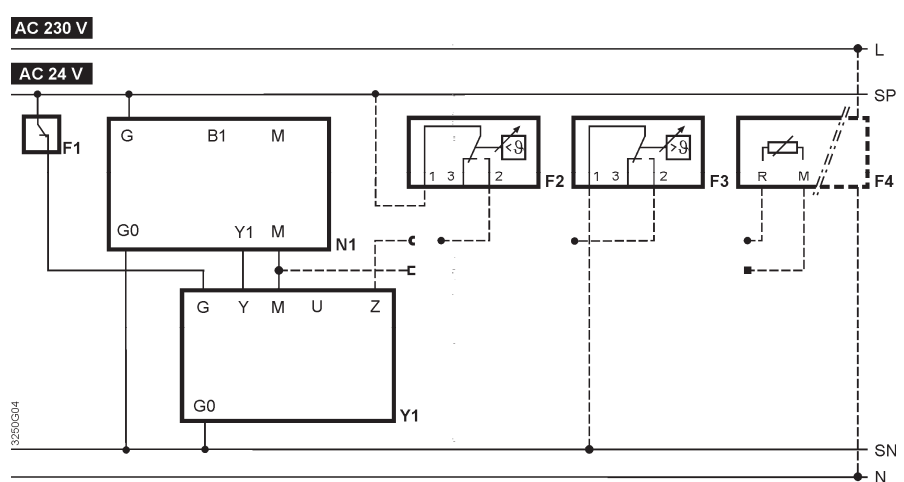 AC 230 V
L
AC 24 V
SP
F1
G B1 M
G0 Y1 M
N1
<ϑ
1 3 2
F2
>ϑ
1 3 2
F3
R M
F4
G Y M U Z
G0
Y1
3250G04
SN
N